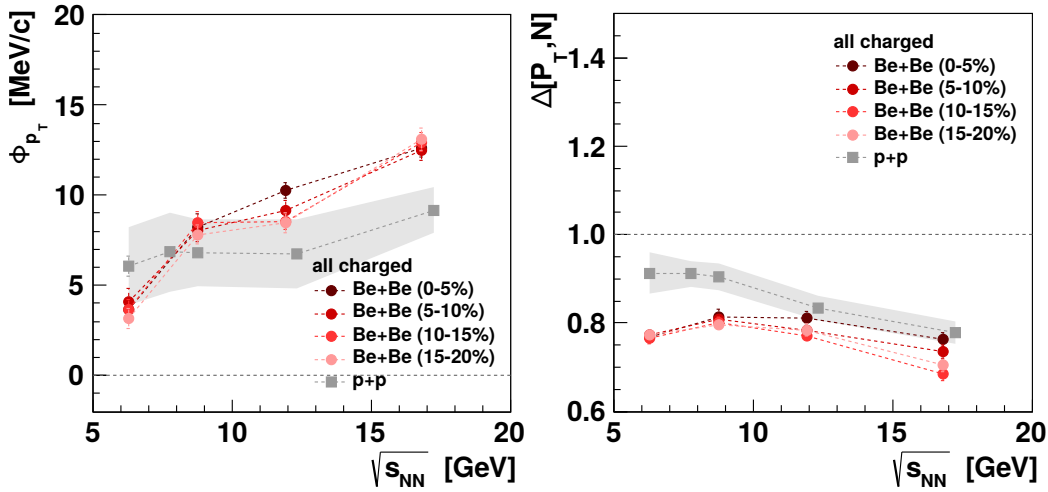 Φp_T [MeV/c]
20
15
10
5
0
all charged
Be+Be (0-5%)
Be+Be (5-10%)
Be+Be (10-15%)
Be+Be (15-20%)
p+p
5 10 15 20
√s_NN [GeV]
Δ[P_T,N]
1.4
1.2
1.0
0.8
0.6
all charged
Be+Be (0-5%)
Be+Be (5-10%)
Be+Be (10-15%)
Be+Be (15-20%)
p+p
5 10 15 20
√s_NN [GeV]